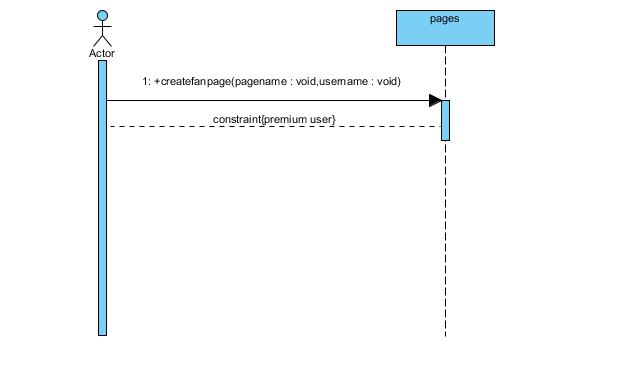 pages
Actor
1: +createfanpage(pagename : void,username : void)
constraint{premium user}